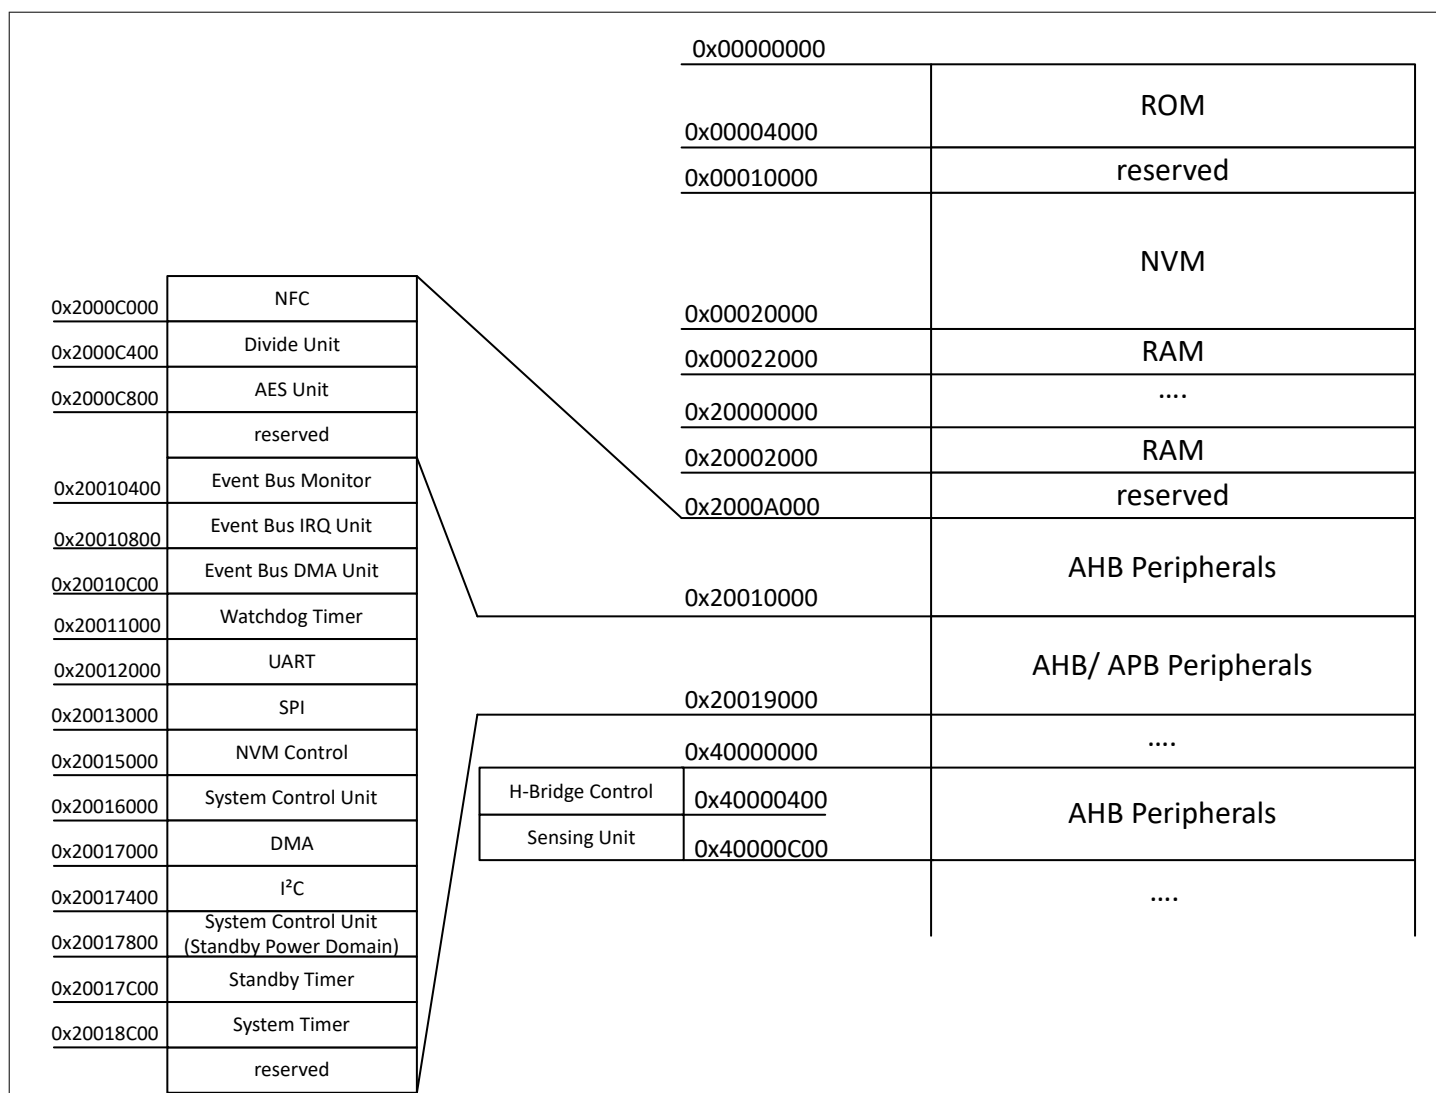 0x00000000
ROM
0x00004000
reserved
0x00010000
NVM
0x00020000
RAM
0x00022000
....
0x20000000
RAM
0x20002000
reserved
0x2000A000
AHB Peripherals
0x20010000
AHB/ APB Peripherals
0x20019000
....
0x40000000
AHB Peripherals
H-Bridge Control
0x40000400
Sensing Unit
0x40000C00
....
NFC
0x2000C000
Divide Unit
0x2000C400
AES Unit
0x2000C800
reserved
Event Bus Monitor
0x20010400
Event Bus IRQ Unit
0x20010800
Event Bus DMA Unit
0x20010C00
Watchdog Timer
0x20011000
UART
0x20012000
SPI
0x20013000
NVM Control
0x20015000
System Control Unit
0x20016000
DMA
0x20017000
I²C
0x20017400
System Control Unit
(Standby Power Domain)
0x20017800
Standby Timer
0x20017C00
System Timer
0x20018C00
reserved